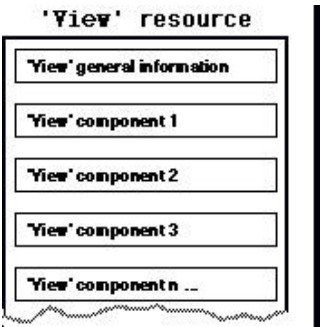 'View' resource
'View' general information
'View' component 1
'View' component 2
'View' component 3
'View' component n ...